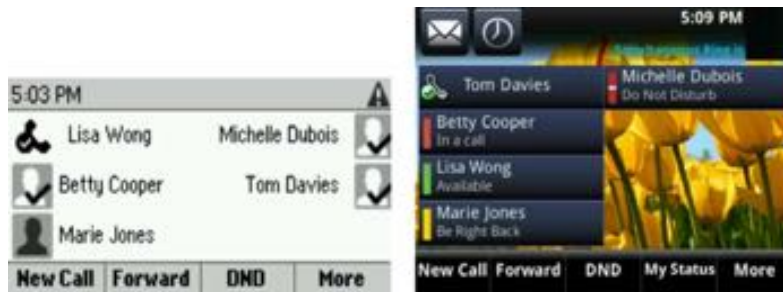 5:03 PM
Lisa Wong
Michelle Dubois
Betty Cooper
Tom Davies
Marie Jones
New Call Forward DND More
5:09 PM
Tom Davies
Michelle Dubois
Do Not Disturb
Betty Cooper
In a call
Lisa Wong
Available
Marie Jones
Be Right Back
New Call Forward DND My Status More